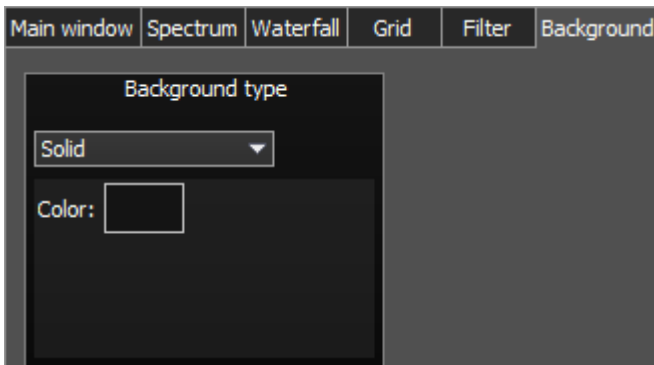 Main window Spectrum Waterfall Grid Filter Background
Background type
Solid
Color: